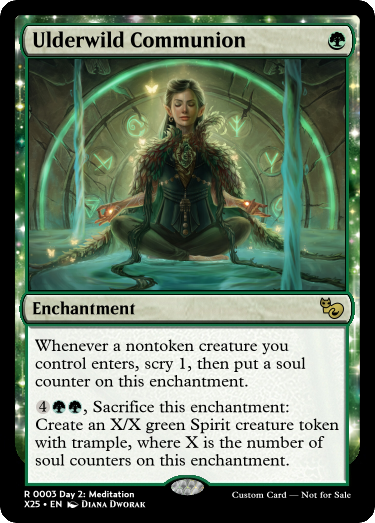 Ulderwild Communion
Enchantment
Whenever a nontoken creature you
control enters, scry 1, then put a soul
counter on this enchantment.
4, Sacrifice this enchantment:
Create an X/X green Spirit creature token
with trample, where X is the number of
soul counters on this enchantment.
R 0003 Day 2: Meditation
X25 • EN Diana Dworak
Custom Card — Not for Sale